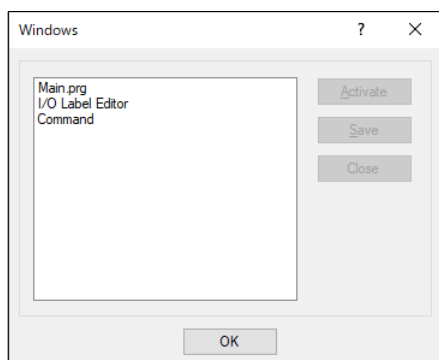 Windows
?
Main.prg
I/O Label Editor
Command
Activate
Save
Close
OK